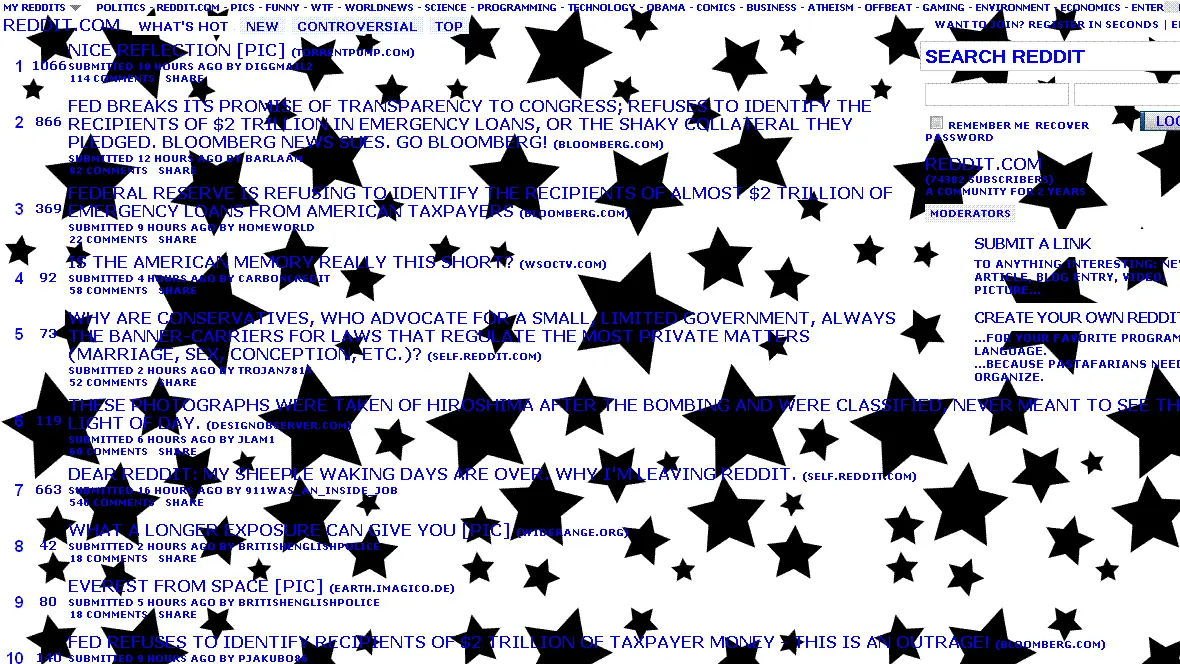 MY REDDITS POLITICS - REDDIT.COM - PICS - FUNNY - WTF - WORLDNEWS - SCIENCE - PROGRAMMING - TECHNOLOGY - OBAMA - COMICS - BUSINESS - ATHEISM - OFFBEAT - GAMING - ENVIRONMENT - ECONOMICS - ENTER
REDDIT.COM WHAT'S HOT NEW CONTROVERSIAL TOP
WANT TO JOIN? REGISTER IN SECONDS | E
1 1066 NICE REFLECTION [PIC] (TORRENTPUMP.COM)
SUBMITTED 10 HOURS AGO BY
114 COMMENTS SHARE
2 866 FED BREAKS ITS PROMISE OF TRANSPARENCY TO CONGRESS; REFUSES TO IDENTIFY THE
RECIPIENTS OF $2 TRILLION IN EMERGENCY LOANS, OR THE SHAKY COLLATERAL THEY
PLEDGED. BLOOMBERG NEWS SUES. GO BLOOMBERG! (BLOOMBERG.COM)
SUBMITTED 12 HOURS AGO BY BARLAAM
82 COMMENTS SHARE
3 369 FEDERAL RESERVE IS REFUSING TO IDENTIFY THE RECIPIENTS OF ALMOST $2 TRILLION OF
EMERGENCY LOANS FROM AMERICAN TAXPAYERS (BLOOMBERG.COM)
SUBMITTED 9 HOURS AGO BY HOMEWORLD
22 COMMENTS SHARE
4 92 IS THE AMERICAN MEMORY REALLY THIS SHORT? (WSOCTV.COM)
SUBMITTED 4 HOURS AGO BY
58 COMMENTS SHARE
5 73 WHY ARE CONSERVATIVES, WHO ADVOCATE FOR A SMALL, LIMITED GOVERNMENT, ALWAYS
THE BANNER-CARRIERS FOR LAWS THAT REGULATE THE MOST PRIVATE MATTERS
(MARRIAGE, SEX, CONCEPTION, ETC.)? (SELF.REDDIT.COM)
SUBMITTED 2 HOURS AGO BY
52 COMMENTS SHARE
6 119 THESE PHOTOGRAPHS WERE TAKEN OF HIROSHIMA AFTER THE BOMBING AND WERE CLASSIFIED, NEVER MEANT TO SEE TH
LIGHT OF DAY. (DESIGNOBSERVER.COM)
SUBMITTED 6 HOURS AGO BY JLAM1
COMMENTS SHARE
7 663 DEAR REDDIT: MY SHEEPLE WAKING DAYS ARE OVER. WHY I'M LEAVING REDDIT. (SELF.REDDIT.COM)
SUBMITTED 16 HOURS AGO BY 911WAS_AN_INSIDE_JOB
COMMENTS SHARE
8 42 WHAT A LONGER EXPOSURE CAN GIVE YOU [PIC] (WIDERANGE.ORG)
SUBMITTED 2 HOURS AGO BY BRITISHENGLISHPOLICE
18 COMMENTS SHARE
9 80 EVEREST FROM SPACE [PIC] (EARTH.IMAGICO.DE)
SUBMITTED 5 HOURS AGO BY BRITISHENGLISHPOLICE
18 COMMENTS SHARE
10 140 FED REFUSES TO IDENTIFY RECIPIENTS OF $2 TRILLION OF TAXPAYER MONEY - THIS IS AN OUTRAGE! (BLOOMBERG.COM)
SUBMITTED 9 HOURS AGO BY
SEARCH REDDIT
REMEMBER ME RECOVER
PASSWORD
LOG
REDDIT.COM
(74302 SUBSCRIBERS)
A COMMUNITY FOR 2 YEARS
MODERATORS
SUBMIT A LINK
TO ANYTHING INTERESTING: NE
ARTICLE, BLOG ENTRY, VIDEO,
PICTURE...
CREATE YOUR OWN REDDIT
...FOR YOUR FAVORITE PROGRAM
LANGUAGE.
...BECAUSE PASTAFARIANS NEED
ORGANIZE.